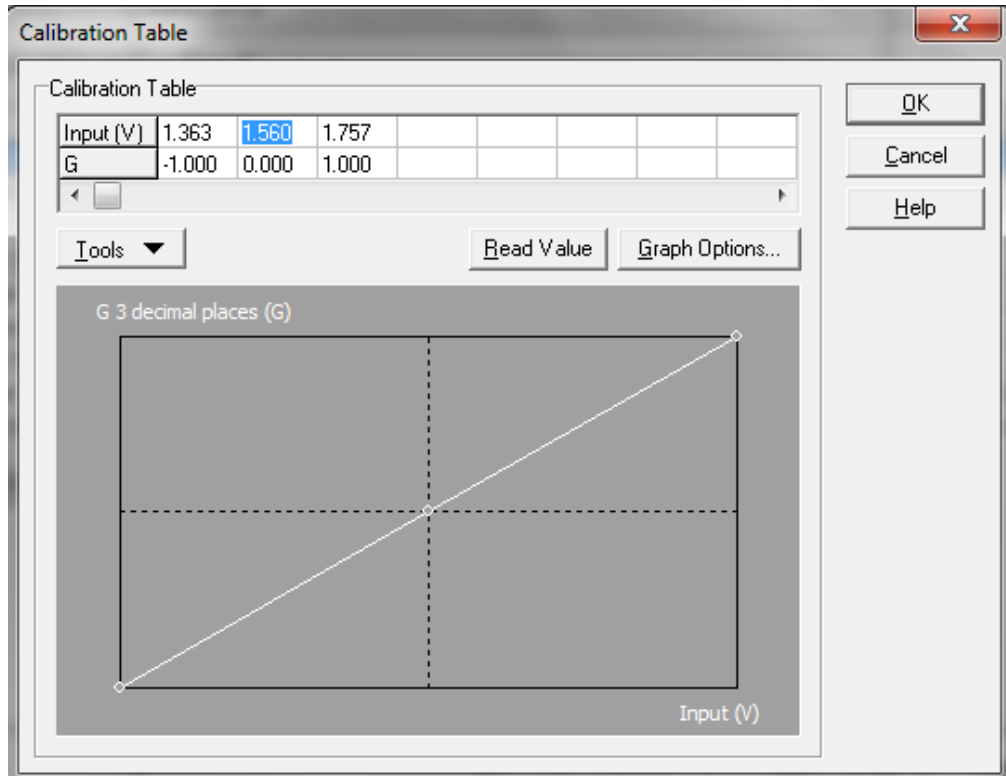 Calibration Table
Calibration Table
OK
Input (V) 1.363 1.560 1.757
G -1.000 0.000 1.000
Cancel
Help
Tools Read Value Graph Options...
G 3 decimal places (G)
Input (V)